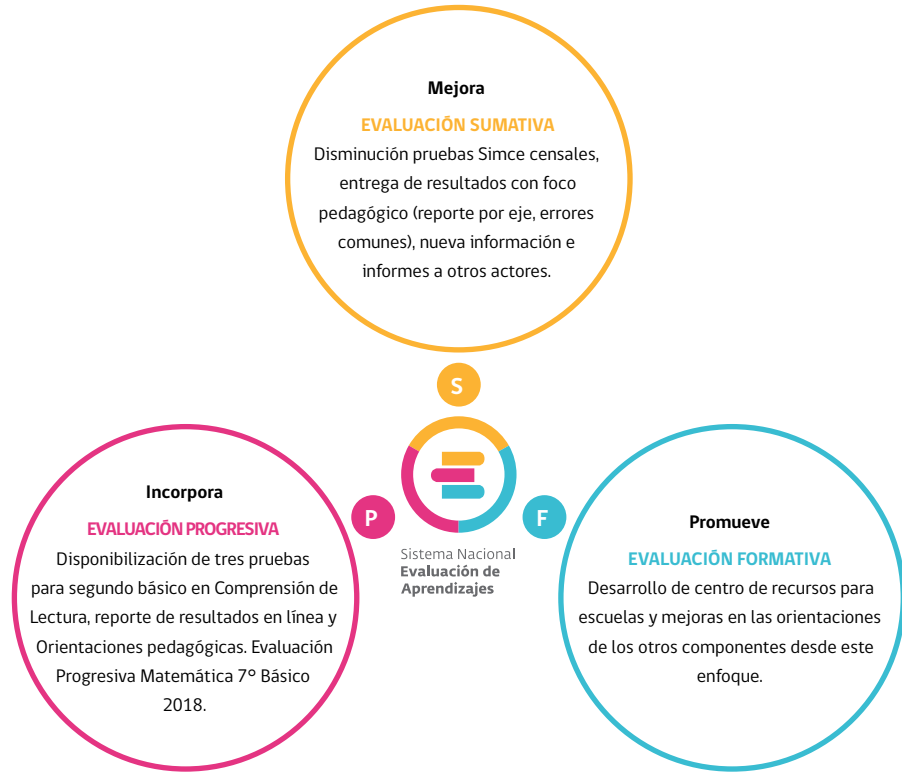 Mejora
EVALUACIÓN SUMATIVA
Disminución pruebas Simce censales,
entrega de resultados con foco
pedagógico (reporte por eje, errores
comunes), nueva información e
informes a otros actores.
S
P
F
Sistema Nacional
Evaluación de
Aprendizajes
Incorpora
EVALUACIÓN PROGRESIVA
Disponibilización de tres pruebas
para segundo básico en Comprensión de
Lectura, reporte de resultados en línea y
Orientaciones pedagógicas. Evaluación
Progresiva Matemática 7° Básico
2018.
Promueve
EVALUACIÓN FORMATIVA
Desarrollo de centro de recursos para
escuelas y mejoras en las orientaciones
de los otros componentes desde este
enfoque.